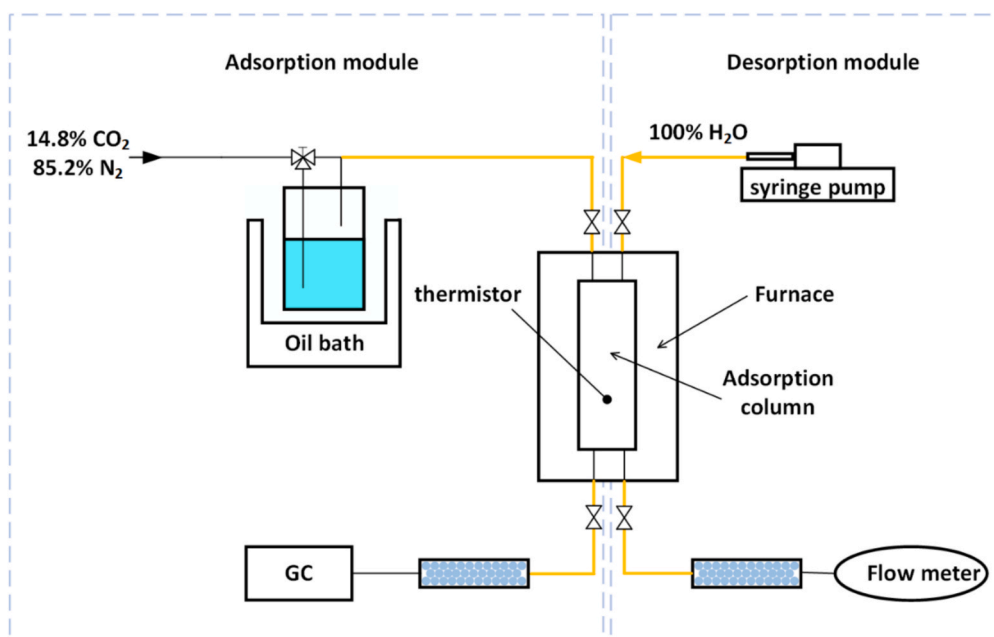 Adsorption module
Desorption module
14.8% CO₂
85.2% N₂
100% H₂O
syringe pump
thermistor
Furnace
Oil bath
Adsorption
column
GC
Flow meter